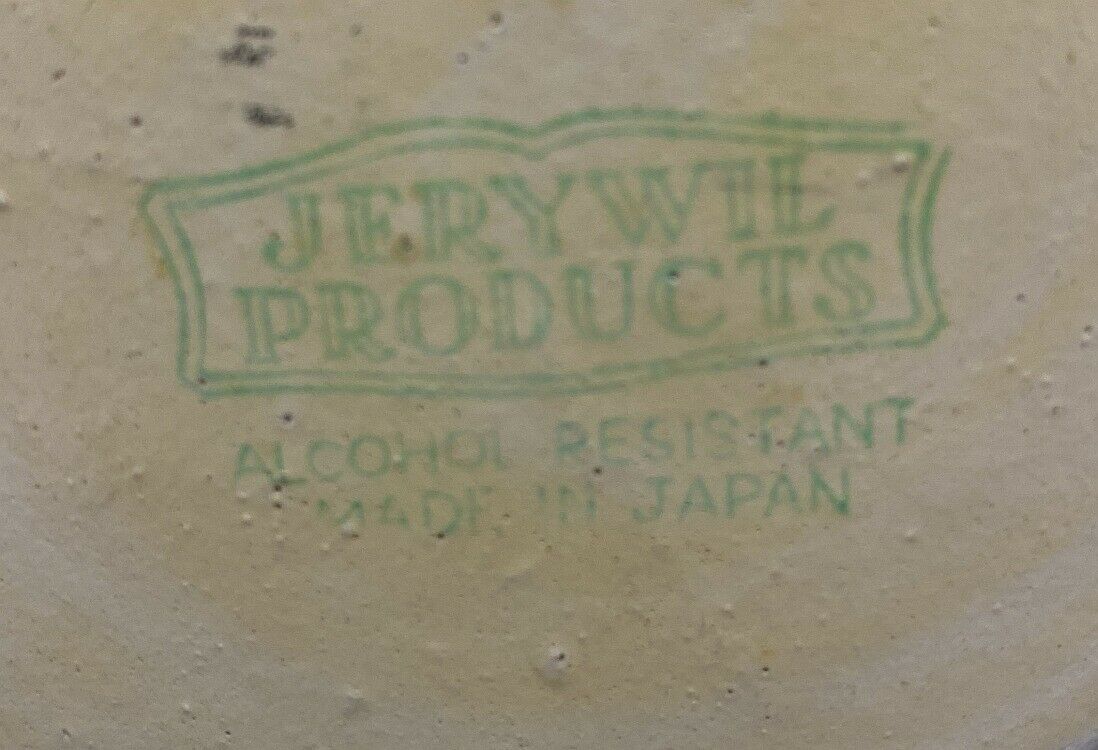 JERYWIL
PRODUCTS
ALCOHOL RESISTANT
MADE IN JAPAN